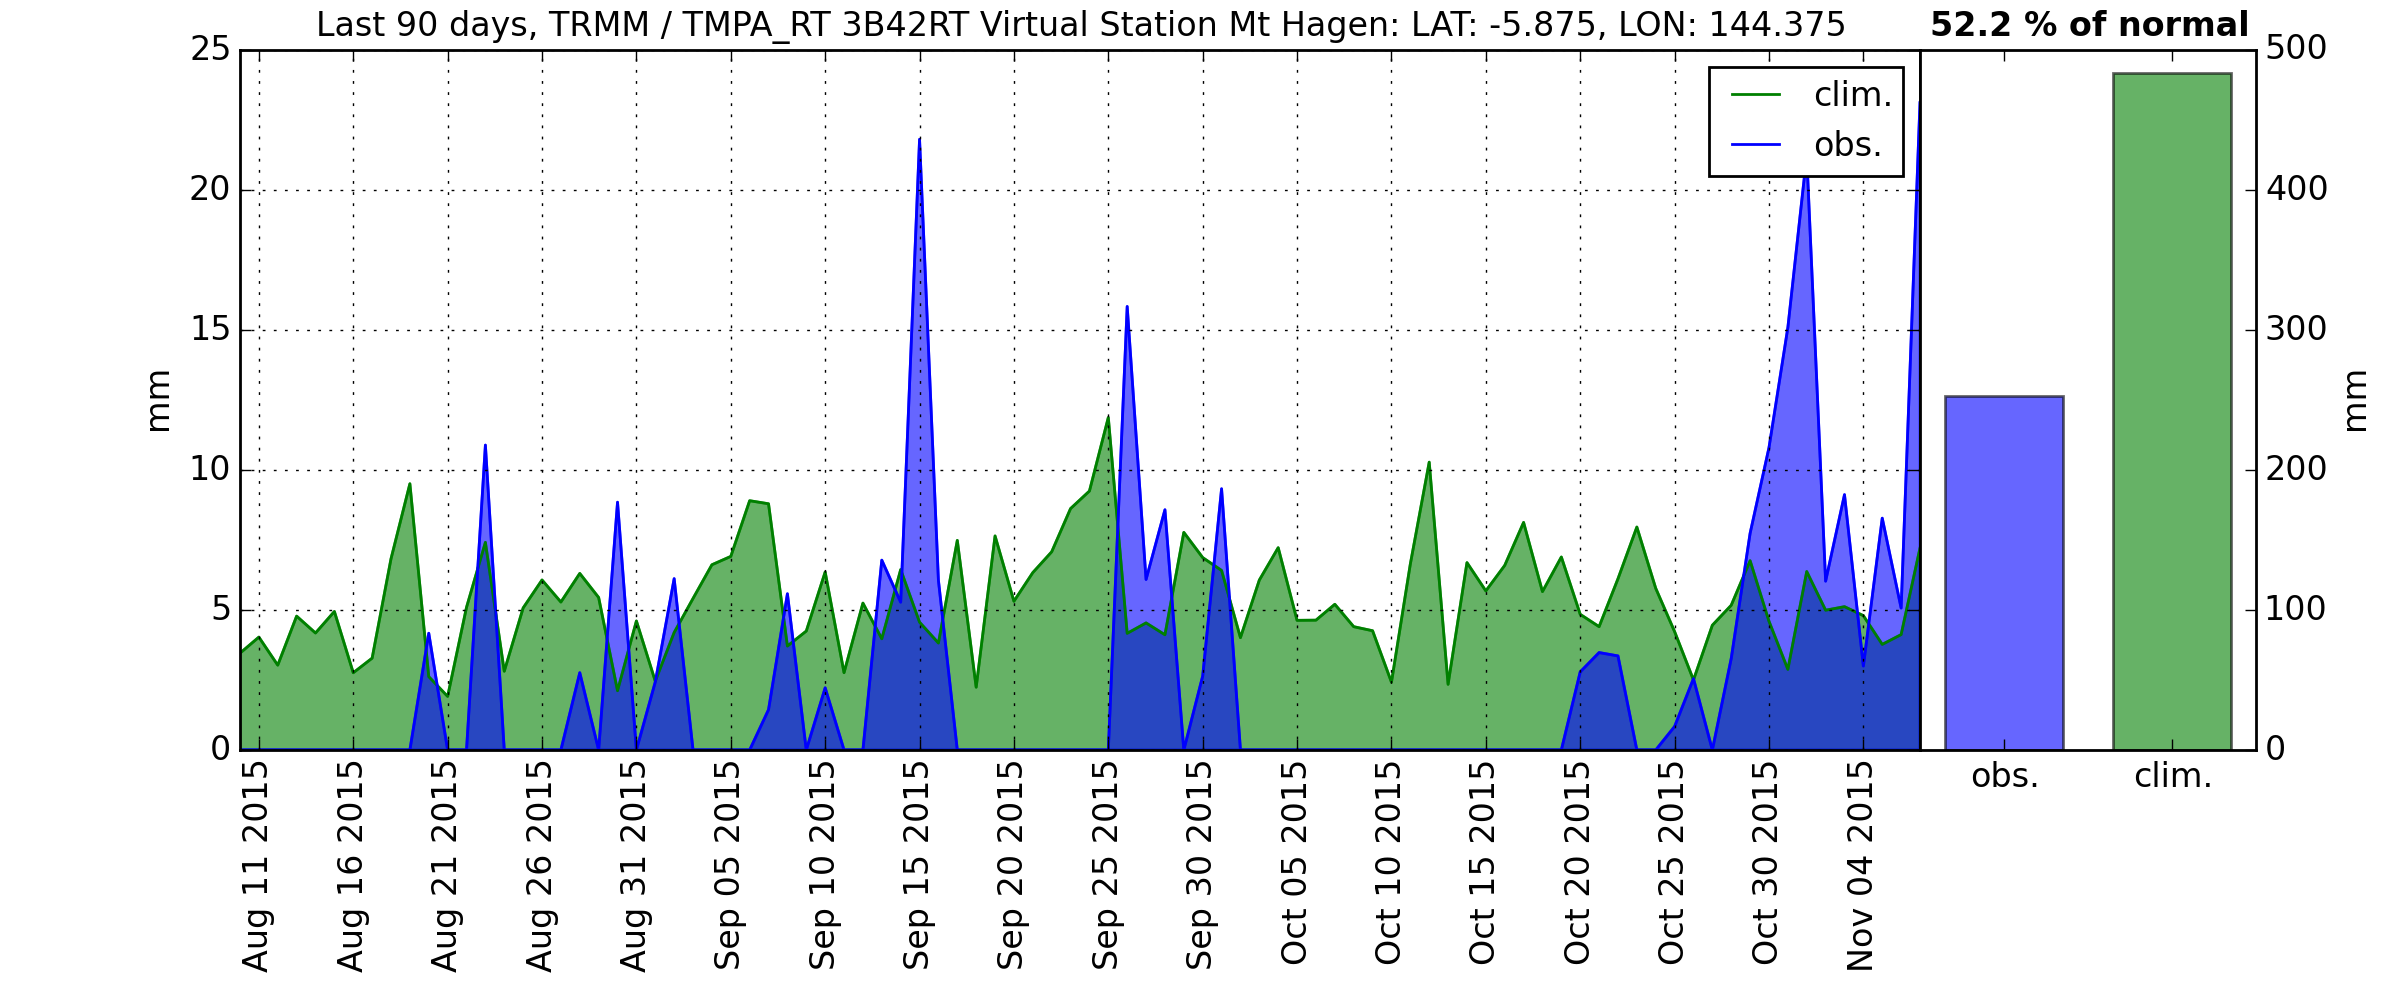 Last 90 days, TRMM / TMPA_RT 3B42RT Virtual Station Mt Hagen: LAT: -5.875, LON: 144.375
52.2 % of normal
25
20
15
10
5
0
mm
clim.
obs.
500
400
300
200
100
0
mm
Aug 11 2015
Aug 16 2015
Aug 21 2015
Aug 26 2015
Aug 31 2015
Sep 05 2015
Sep 10 2015
Sep 15 2015
Sep 20 2015
Sep 25 2015
Sep 30 2015
Oct 05 2015
Oct 10 2015
Oct 15 2015
Oct 20 2015
Oct 25 2015
Oct 30 2015
Nov 04 2015
obs.
clim.